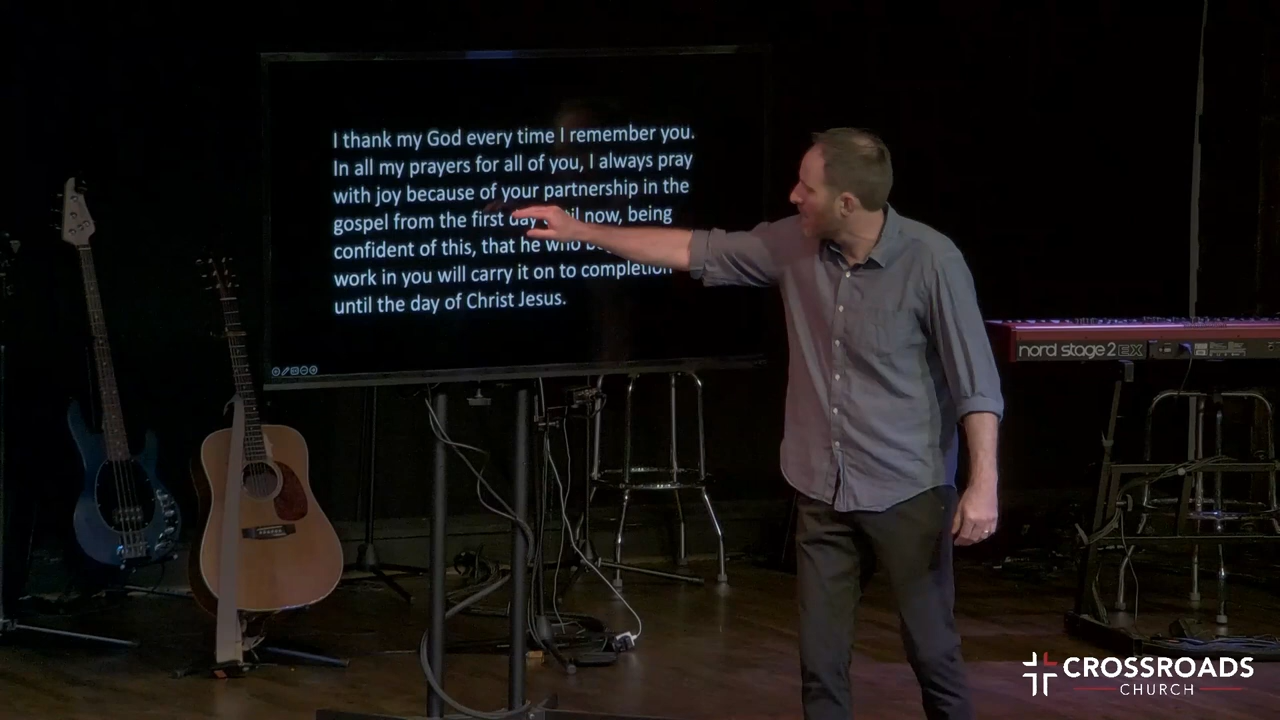 I thank my God every time I remember you.
In all my prayers for all of you, I always pray
with joy because of your partnership in the
gospel from the first day until now, being
confident of this, that he who
work in you will carry it on to completion
until the day of Christ Jesus.
nord stage 2 EX
CROSSROADS
CHURCH